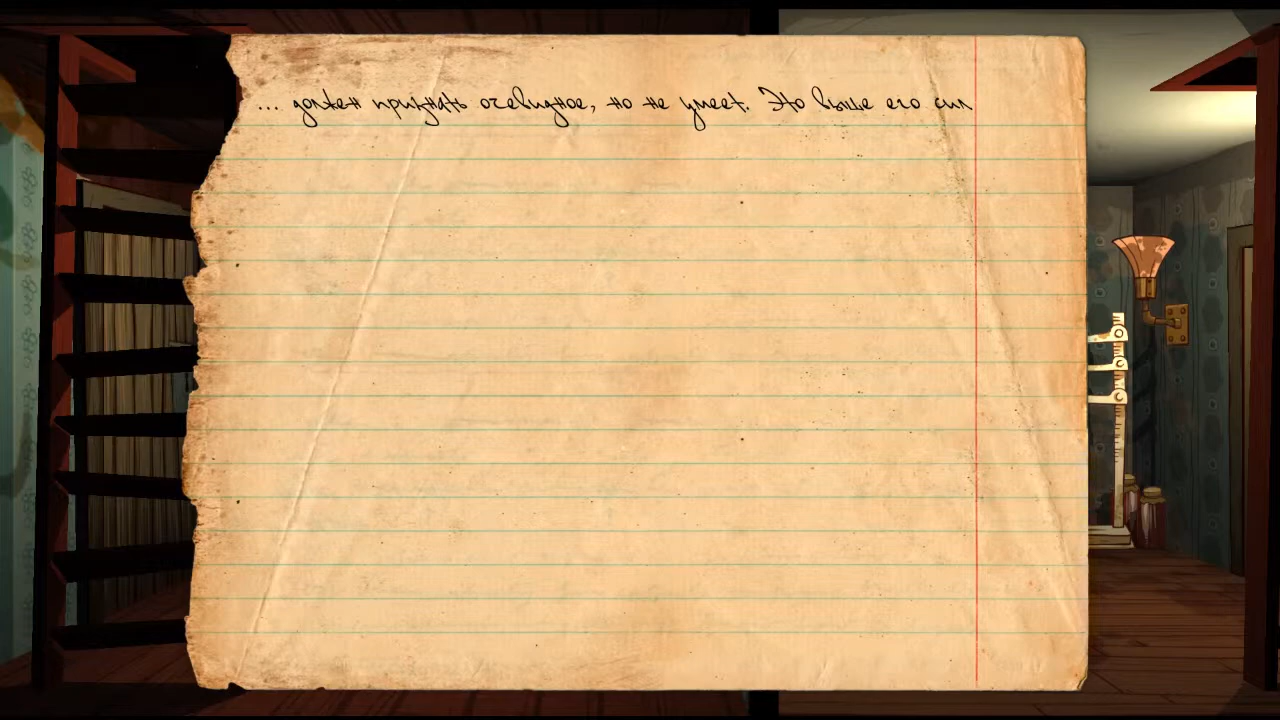 ... должен признать очевидное, но не умеет. Это выше его сил